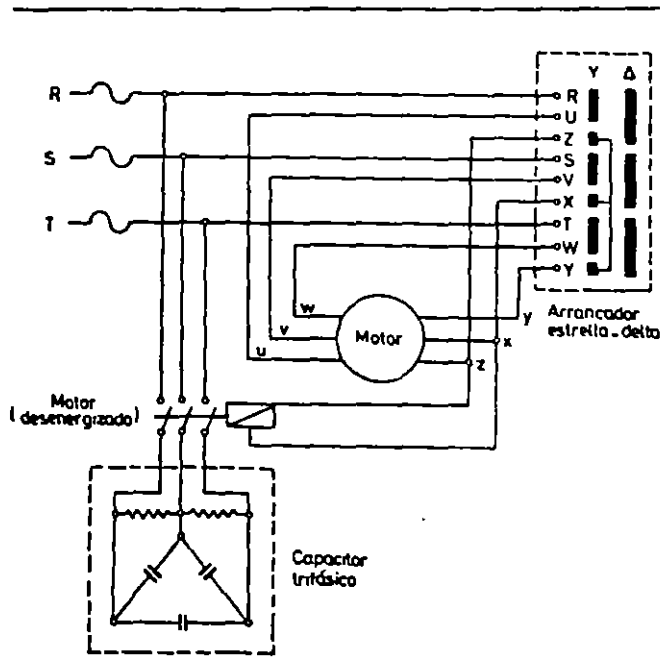 Y Δ
R
R
U
Z
S
S
V
X
T
T
W
Y
w
y
Arrancador
estrella-delta
v
Motor
x
u
z
Motor
(desenergizado)
Capacitor
trifásico